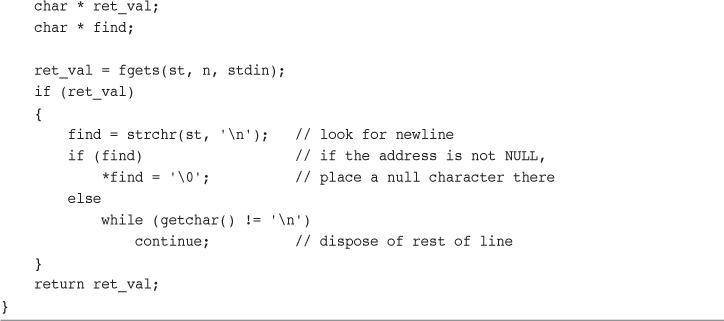 char * ret_val;
    char * find;

    ret_val = fgets(st, n, stdin);
    if (ret_val)
    {
        find = strchr(st, '\n');   // look for newline
        if (find)                  // if the address is not NULL,
            *find = '\0';          // place a null character there
        else
            while (getchar() != '\n')
                continue;          // dispose of rest of line
    }
    return ret_val;
}